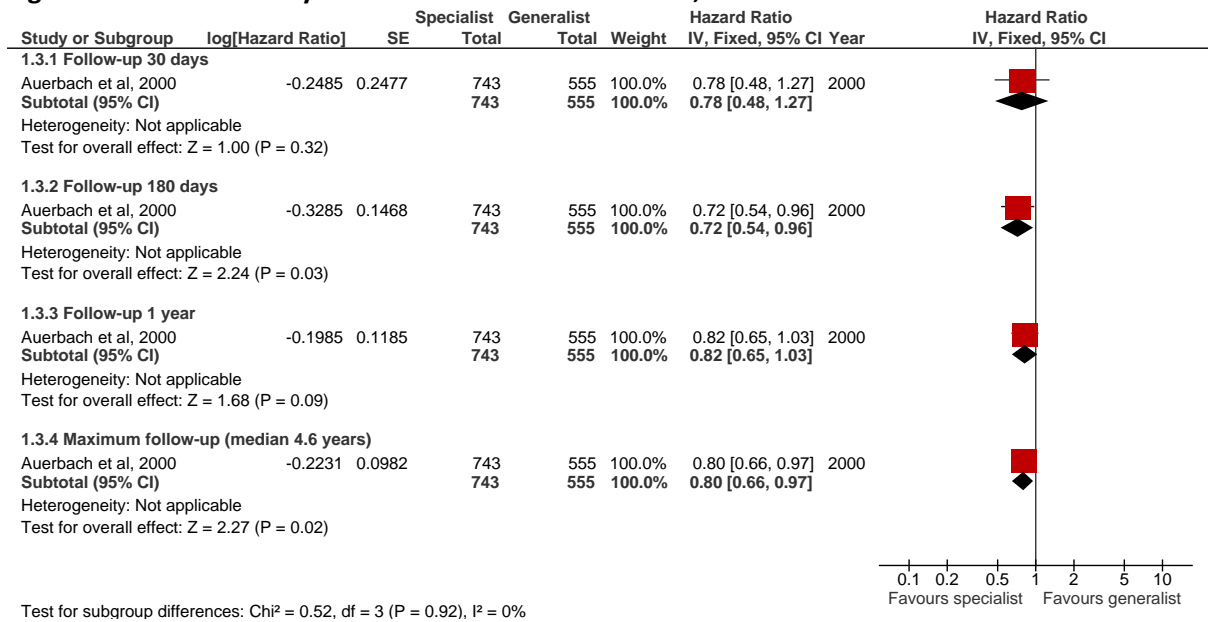 Specialist Generalist Hazard Ratio Hazard Ratio
Study or Subgroup log[Hazard Ratio] SE Total Total Weight IV, Fixed, 95% CI Year IV, Fixed, 95% CI
1.3.1 Follow-up 30 days
Auerbach et al, 2000 -0.2485 0.2477 743 555 100.0% 0.78 [0.48, 1.27] 2000
Subtotal (95% CI) 743 555 100.0% 0.78 [0.48, 1.27]
Heterogeneity: Not applicable
Test for overall effect: Z = 1.00 (P = 0.32)
1.3.2 Follow-up 180 days
Auerbach et al, 2000 -0.3285 0.1468 743 555 100.0% 0.72 [0.54, 0.96] 2000
Subtotal (95% CI) 743 555 100.0% 0.72 [0.54, 0.96]
Heterogeneity: Not applicable
Test for overall effect: Z = 2.24 (P = 0.03)
1.3.3 Follow-up 1 year
Auerbach et al, 2000 -0.1985 0.1185 743 555 100.0% 0.82 [0.65, 1.03] 2000
Subtotal (95% CI) 743 555 100.0% 0.82 [0.65, 1.03]
Heterogeneity: Not applicable
Test for overall effect: Z = 1.68 (P = 0.09)
1.3.4 Maximum follow-up (median 4.6 years)
Auerbach et al, 2000 -0.2231 0.0982 743 555 100.0% 0.80 [0.66, 0.97] 2000
Subtotal (95% CI) 743 555 100.0% 0.80 [0.66, 0.97]
Heterogeneity: Not applicable
Test for overall effect: Z = 2.27 (P = 0.02)
0.1 0.2 0.5 1 2 5 10
Favours specialist Favours generalist
Test for subgroup differences: Chi² = 0.52, df = 3 (P = 0.92), I² = 0%